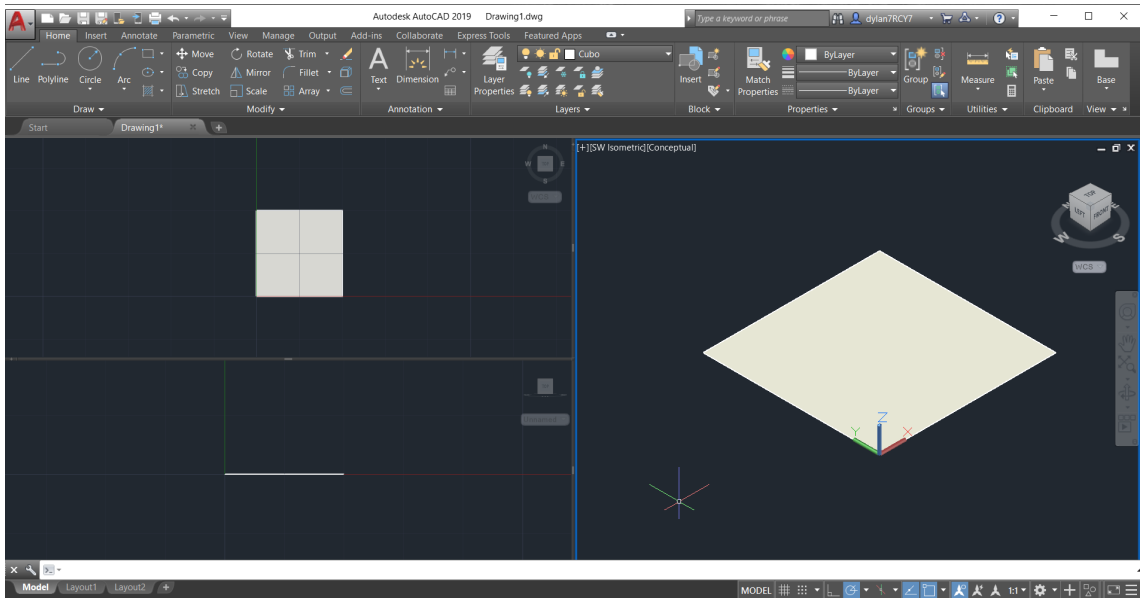 A Autodesk AutoCAD 2019 Drawing1.dwg Type a keyword or phrase dylan7RCY7
Home Insert Annotate Parametric View Manage Output Add-ins Collaborate Express Tools Featured Apps
Move Rotate Trim Cubo ByLayer
Line Polyline Circle Arc Copy Mirror Fillet Text Dimension Layer Properties Insert Match Properties ByLayer Group Measure Paste Base
Stretch Scale Array ByLayer
Draw Modify Annotation Layers Block Properties Groups Utilities Clipboard View
Start Drawing1* +
[+][SW Isometric][Conceptual]
N
W E
S
WCS
TOP
LEFT FRONT
N E
W S
WCS
Z
Y X
Model Layout1 Layout2 + MODEL 1:1